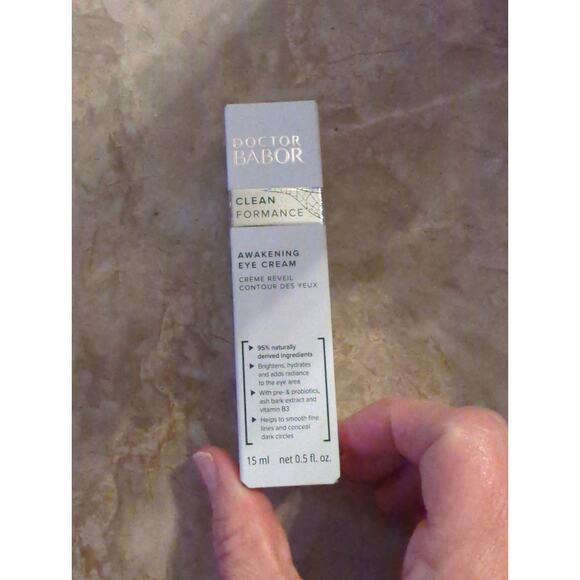 DOCTOR
BABOR
CLEAN
FORMANCE
AWAKENING
EYE CREAM
CRÈME RÉVEIL
CONTOUR DES YEUX
▶ 95% naturally
derived ingredients
▶ Brightens, hydrates
and adds radiance
to the eye area
▶ With pre- & probiotics,
ash bark extract and
vitamin B3
▶ Helps to smooth fine
lines and conceal
dark circles
15 ml net 0.5 fl. oz.